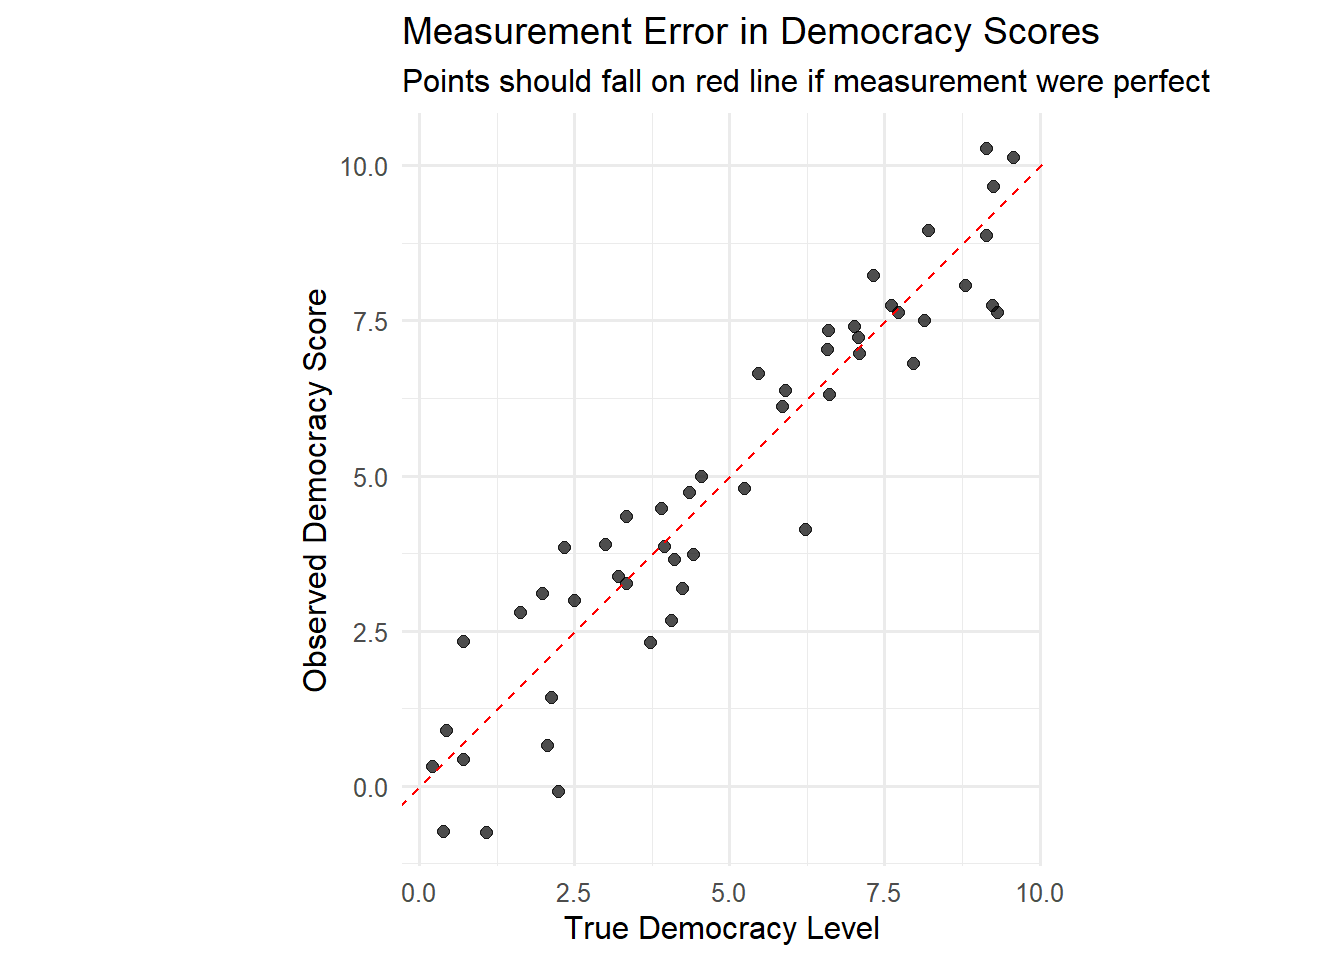 Measurement Error in Democracy Scores
Points should fall on red line if measurement were perfect
Observed Democracy Score
10.0
7.5
5.0
2.5
0.0
0.0 2.5 5.0 7.5 10.0
True Democracy Level